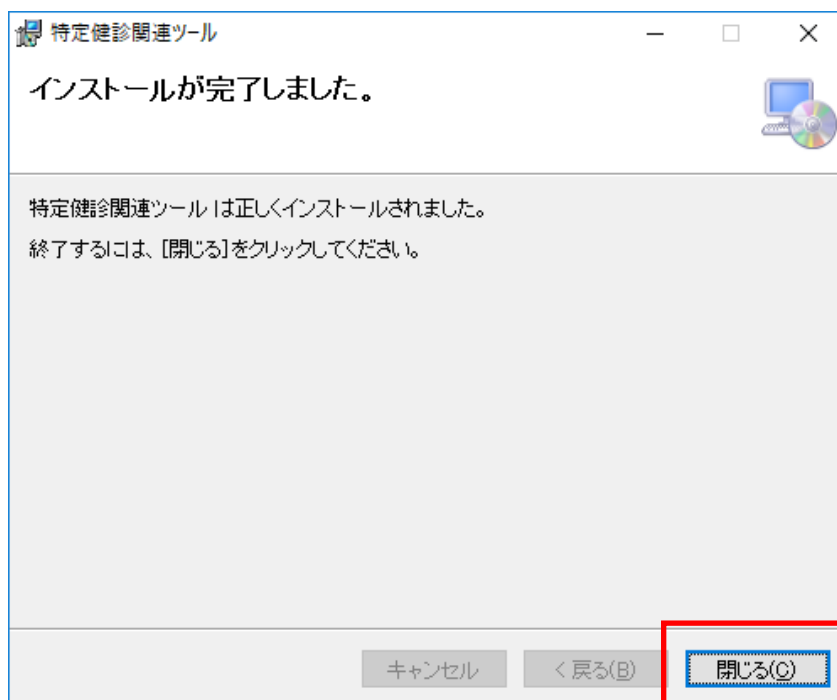 特定健診関連ツール
インストールが完了しました。
特定健診関連ツール は正しくインストールされました。
終了するには、[閉じる]をクリックしてください。
キャンセル
< 戻る(B)
閉じる(C)